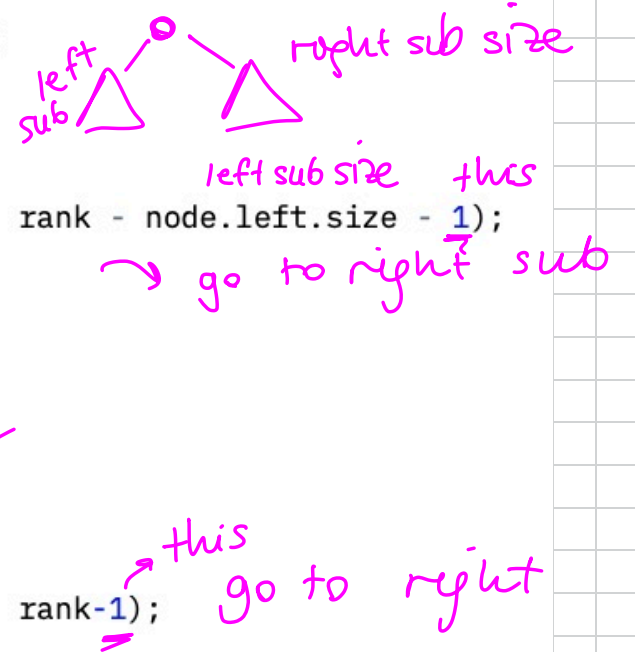 left
sub
right sub size
left sub size this
rank - node.left.size - 1);
go to right sub
this
go to right
rank-1);